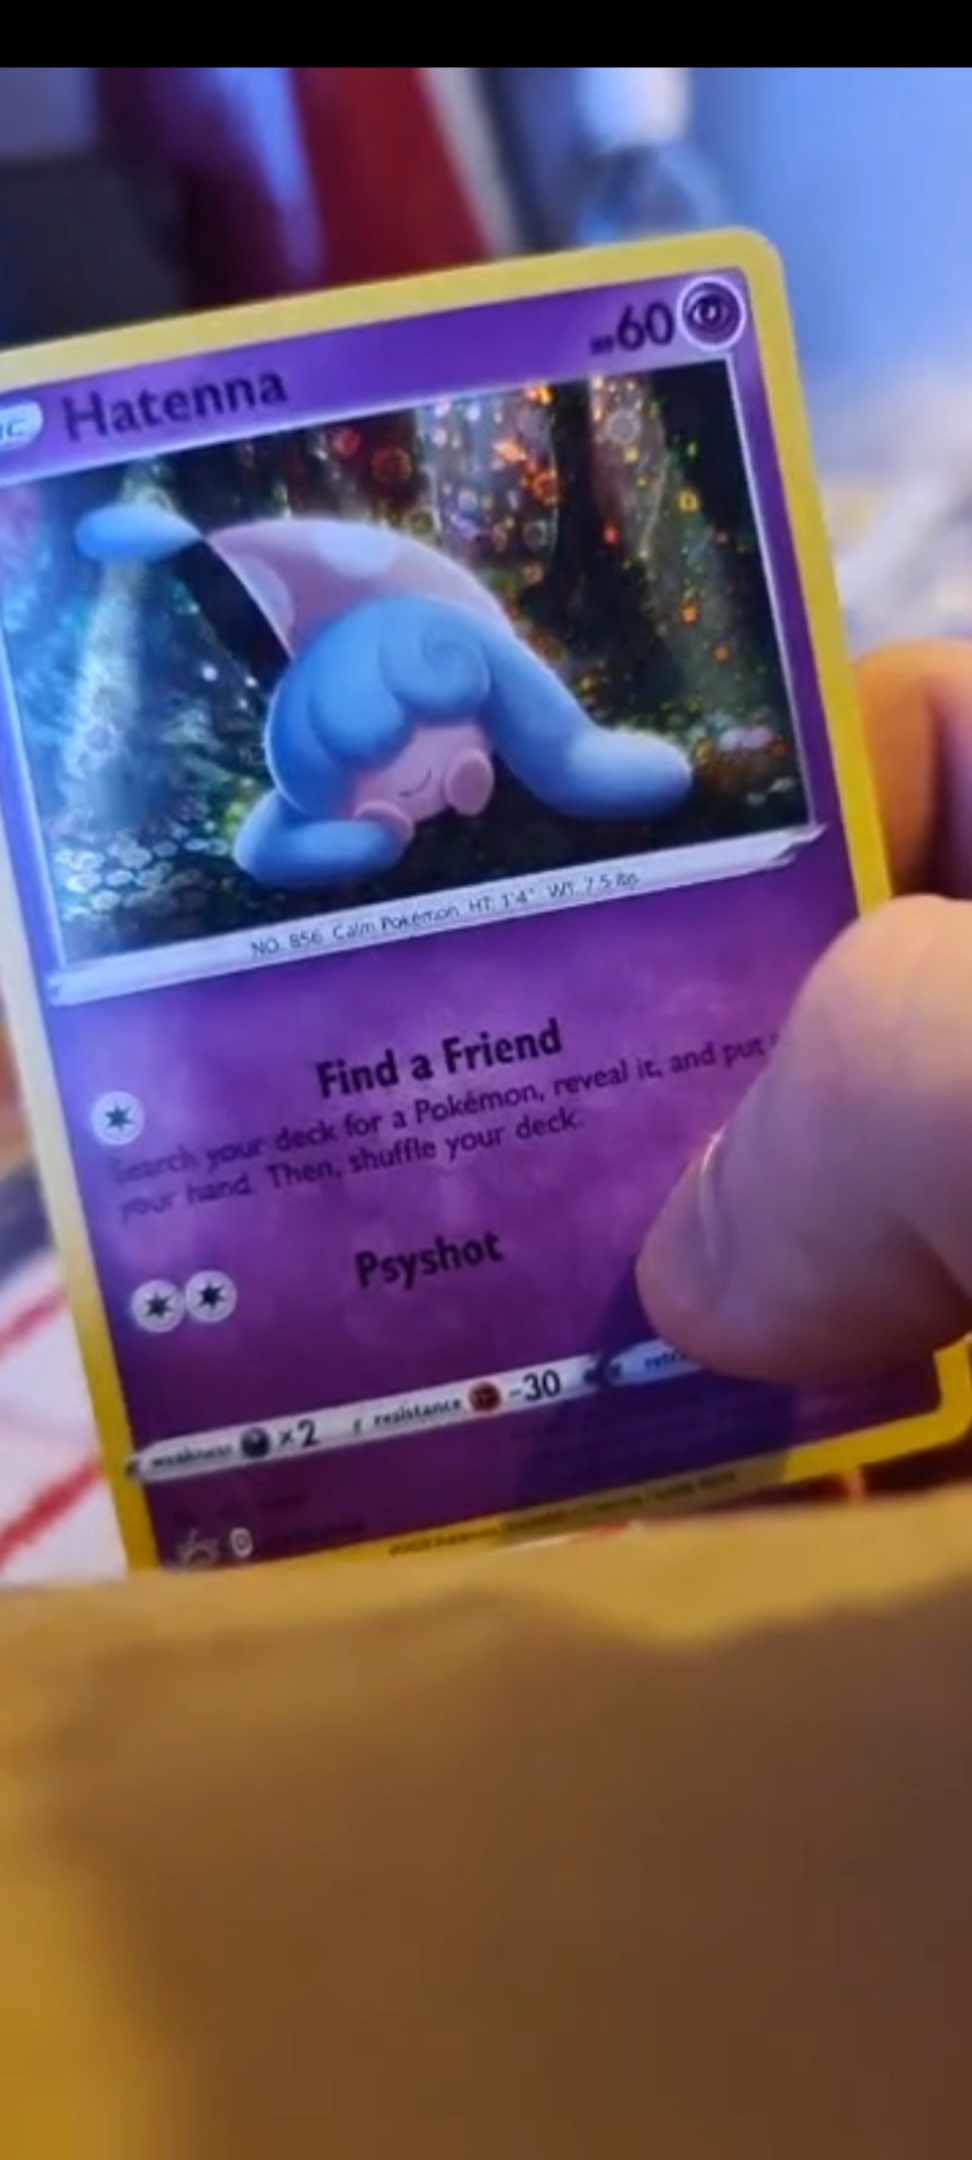 Hatenna
60
NO. 856 Calm Pokémon HT: 1'4" WT: 7.5 lbs
Find a Friend
Search your deck for a Pokémon, reveal it, and put
your hand. Then, shuffle your deck.
Psyshot
weakness ×2 resistance -30